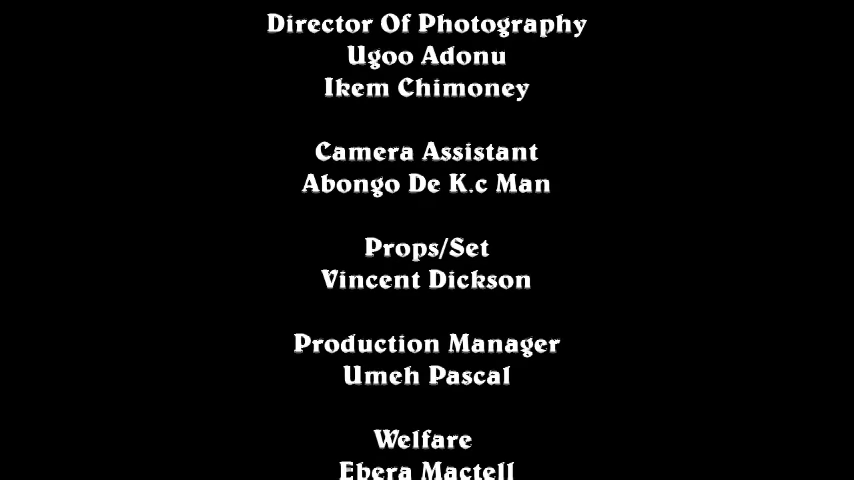 Director Of Photography
Ugoo Adonu
Ikem Chimoney
Camera Assistant
Abongo De K.c Man
Props/Set
Vincent Dickson
Production Manager
Umeh Pascal
Welfare
Ebera Mactell